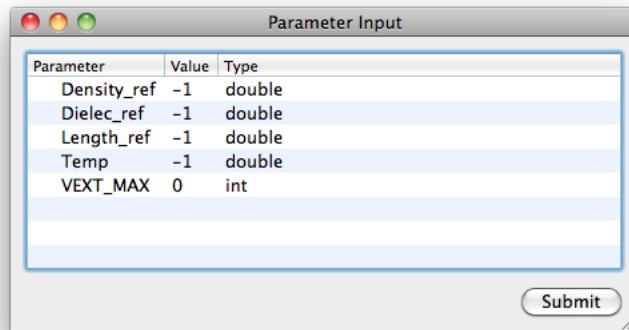 Parameter Input
Parameter Value Type
Density_ref -1 double
Dielec_ref -1 double
Length_ref -1 double
Temp -1 double
VEXT_MAX 0 int
Submit